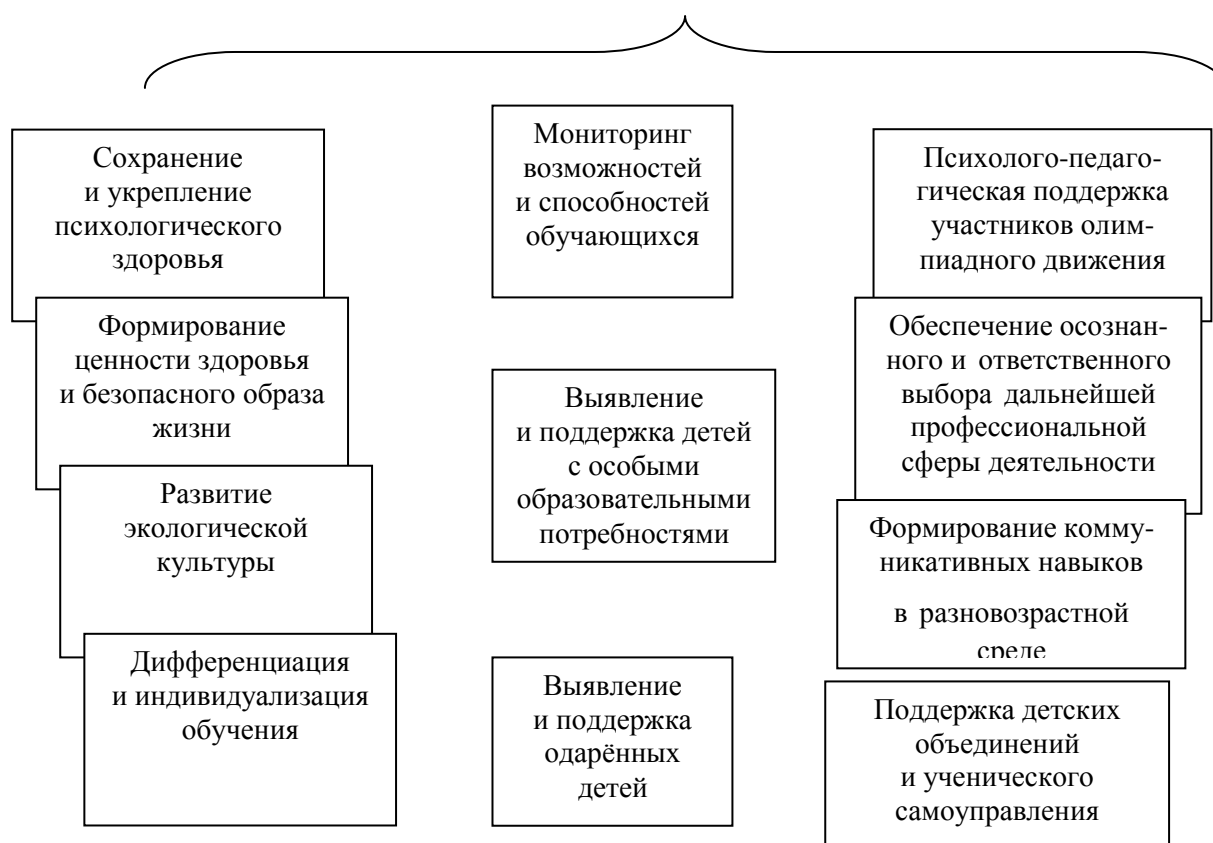 Сохранение
и укрепление
психологического
здоровья
Формирование
ценности здоровья
и безопасного образа
жизни
Развитие
экологической
культуры
Дифференциация
и индивидуализация
обучения
Мониторинг
возможностей
и способностей
обучающихся
Выявление
и поддержка детей
с особыми
образовательными
потребностями
Выявление
и поддержка
одарённых
детей
Психолого-педаго-
гическая поддержка
участников олим-
пиадного движения
Обеспечение осознан-
ного и ответственного
выбора дальнейшей
профессиональной
сферы деятельности
Формирование комму-
никативных навыков
в разновозрастной
среде
Поддержка детских
объединений
и ученического
самоуправления